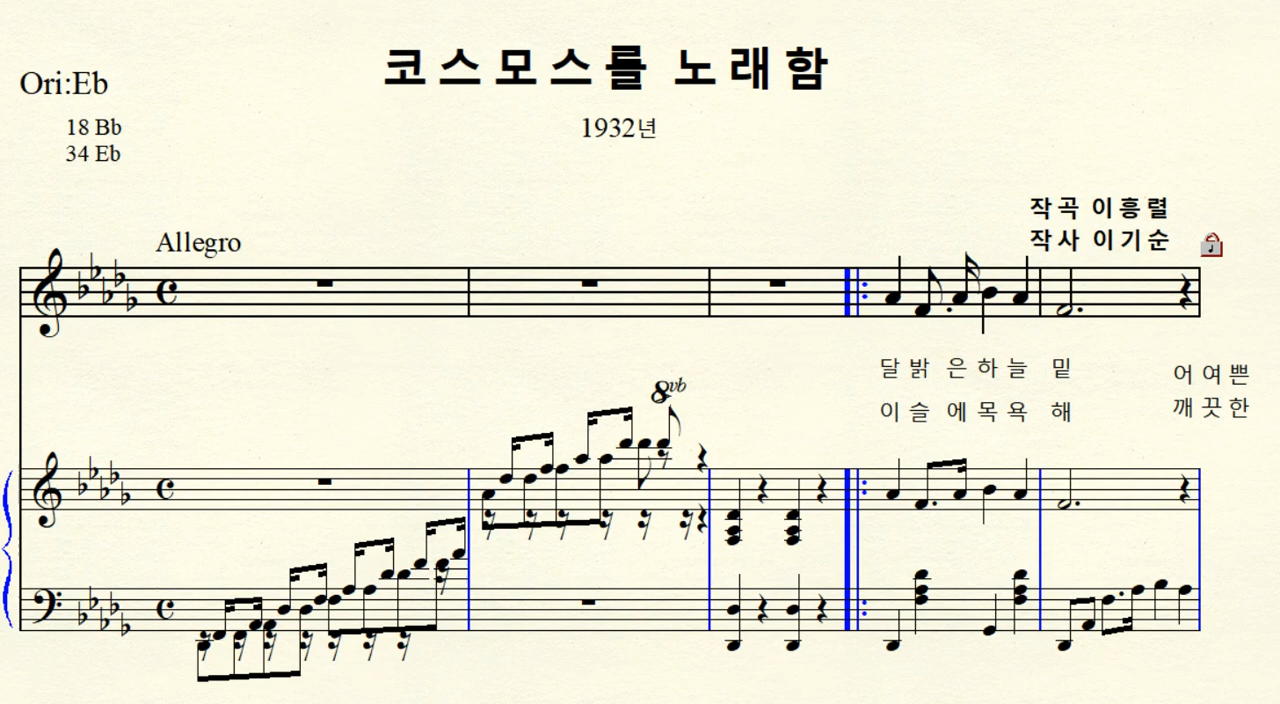 코스모스를 노래함
Ori:Eb
1932년
18 Bb
34 Eb
작곡 이흥렬
작사 이기순
Allegro
달 밝 은 하 늘 밑 어 여 쁜
이 슬 에 목 욕 해 깨 끗 한
8vb